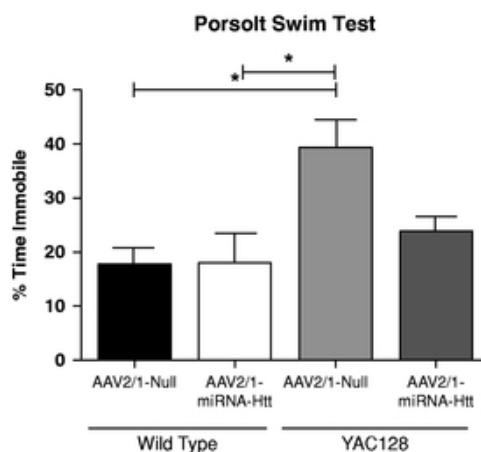 Porsolt Swim Test
* *
50
40
30
20
10
0
% Time Immobile
AAV2/1-Null AAV2/1-miRNA-Htt AAV2/1-Null AAV2/1-miRNA-Htt
Wild Type YAC128